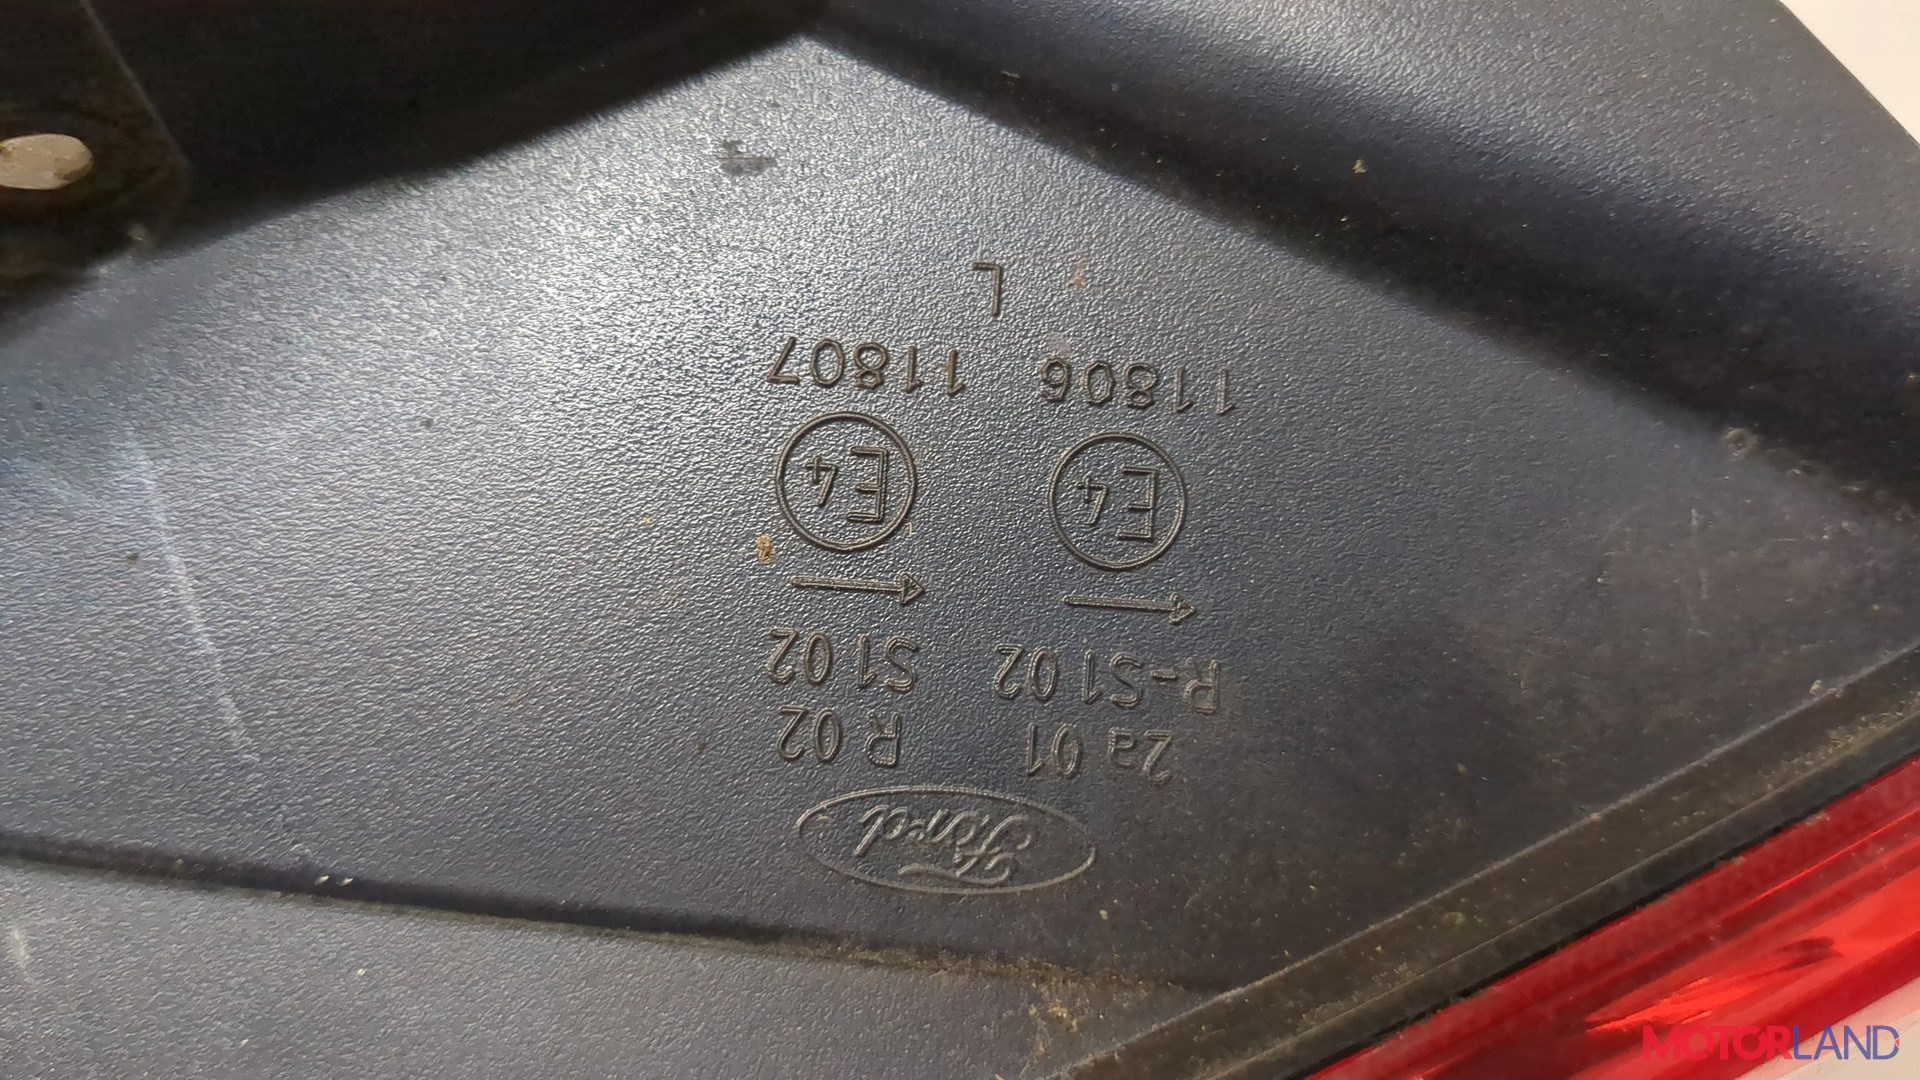 Ford
2a 01 R 02
R-S1 02 S1 02
← ←
E4 E4
11806 11807
L
MOTORLAND